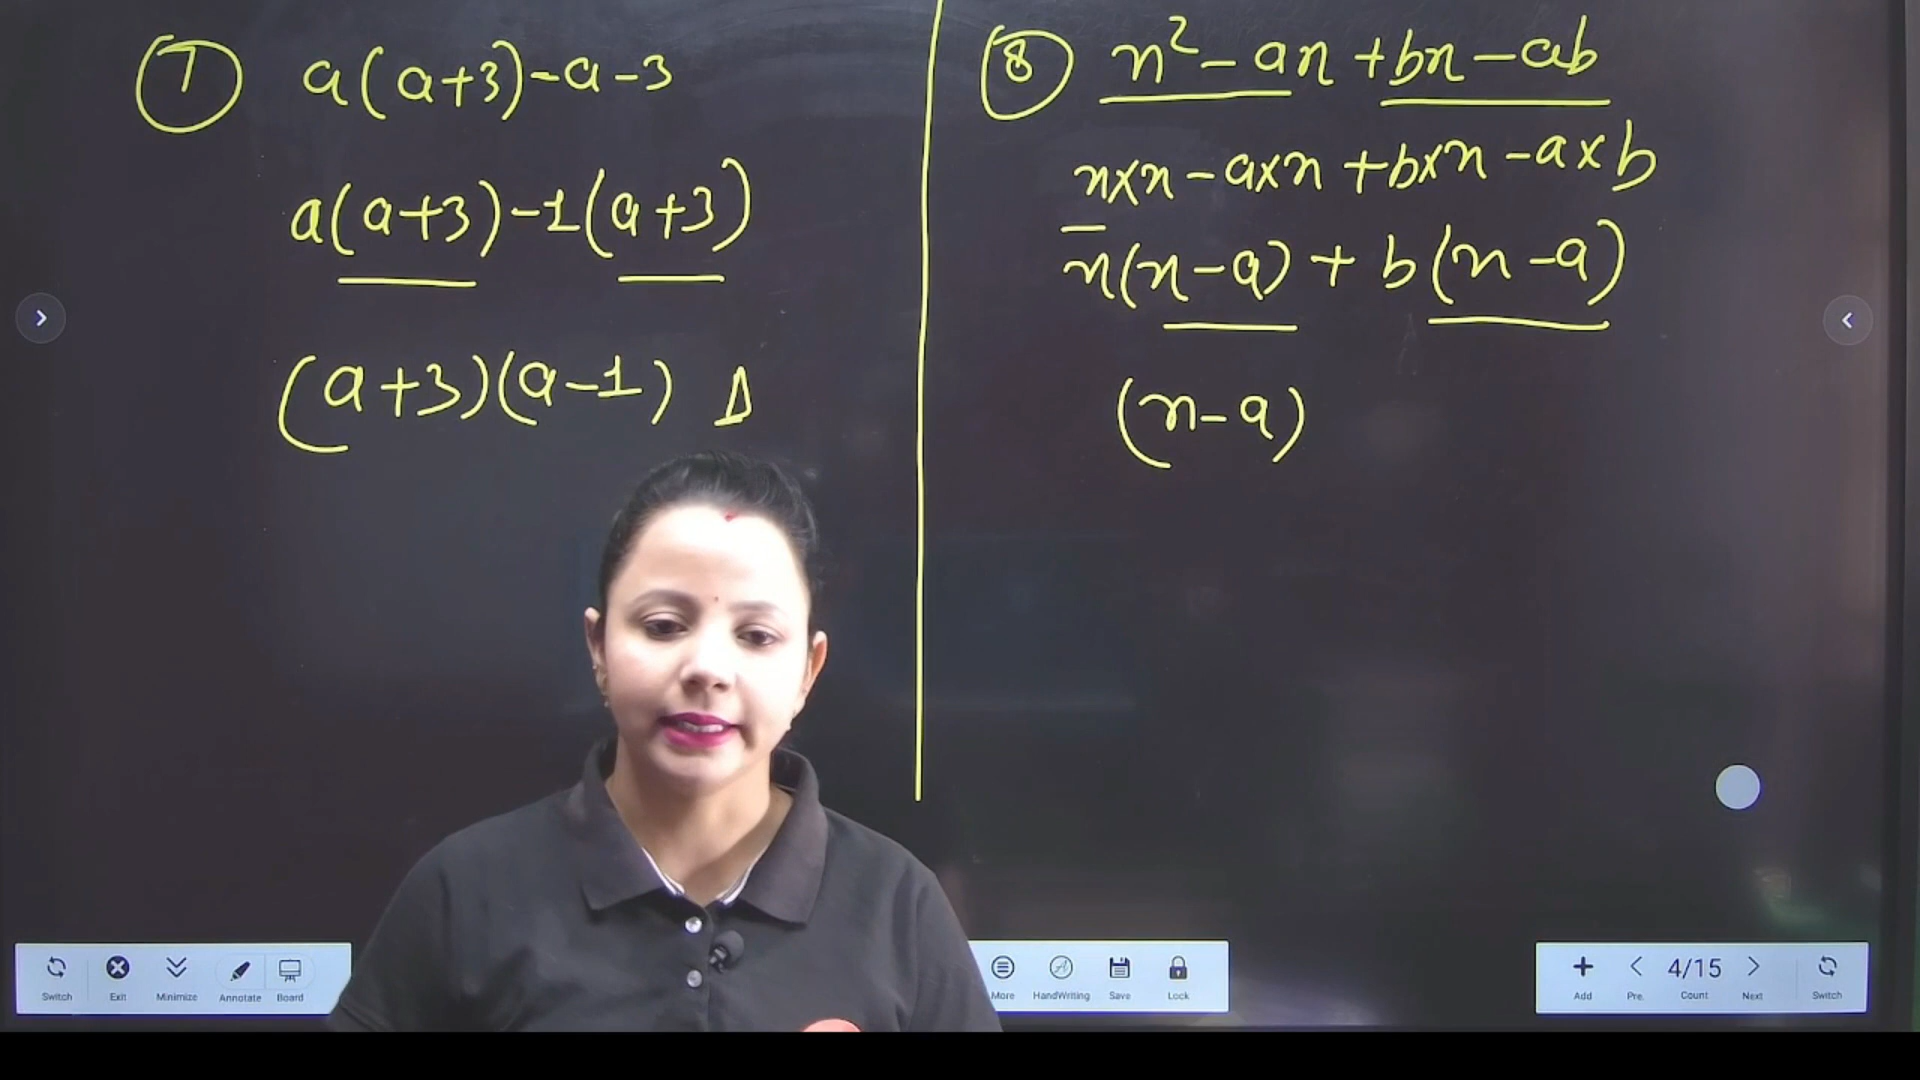 7 a(a+3)-a-3
a(a+3)-1(a+3)
(a+3)(a-1)
8 x²-ax+bx-ab
x×x-a×x+b×x-a×b
x(x-a)+b(x-a)
(x-a)
Switch Exit Minimize Annotate Board
More HandWriting Save Lock
4/15
Add Pre. Count Next Switch